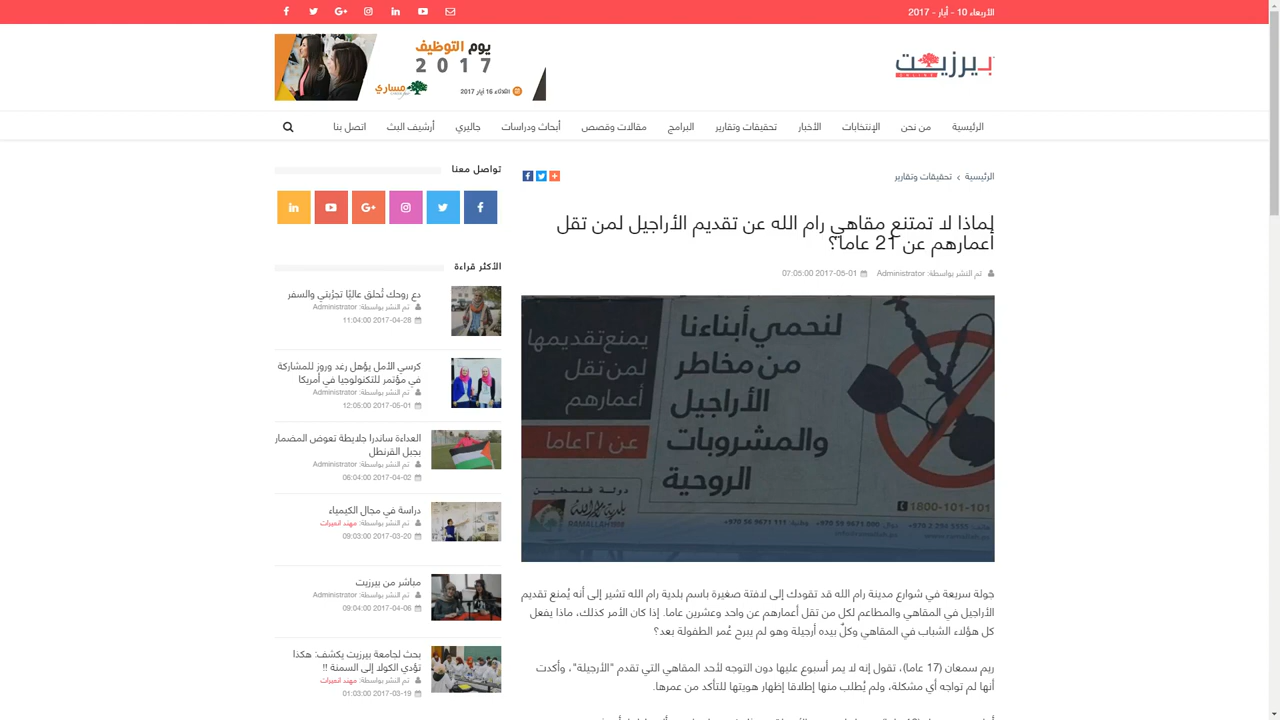 الأربعاء 10 - أيار - 2017
بيرزيت
ONLINE
يوم التوظيف
2017
الثلاثاء 16 أيار 2017
مساري
الرئيسية
من نحن
الإنتخابات
الأخبار
تحقيقات وتقارير
البرامج
مقالات وقصص
أبحاث ودراسات
جاليري
أرشيف البث
اتصل بنا
الرئيسية › تحقيقات وتقارير
لماذا لا تمتنع مقاهي رام الله عن تقديم الأراجيل لمن تقل
أعمارهم عن 21 عاما؟
تم النشر بواسطة: Administrator 2017-05-01 07:05:00
لنحمي أبناءنا
من مخاطر
الأراجيل
والمشروبات
الروحية
يمنع تقديمها
لمن تقل
أعمارهم
عن ٢١ عاما
دولة فلسطين
بلدية رام الله
RAMALLAH
1800-101-101
جولة سريعة في شوارع مدينة رام الله قد تقودك إلى لافتة صغيرة باسم بلدية رام الله تشير إلى أنه يُمنع تقديم
الأراجيل في المقاهي والمطاعم لكل من تقل أعمارهم عن واحد وعشرين عاما. إذا كان الأمر كذلك، ماذا يفعل
كل هؤلاء الشباب في المقاهي وكلٌ بيده أرجيلة وهو لم يبرح عُمر الطفولة بعد؟
ريم سمعان (17 عاما)، تقول إنه لا يمر أسبوع عليها دون التوجه لأحد المقاهي التي تقدم "الأرجيلة"، وأكدت
أنها لم تواجه أي مشكلة، ولم يُطلب منها إطلاقا إظهار هويتها للتأكد من عمرها.
تواصل معنا
الأكثر قراءة
دع روحك تُحلق عاليًا تجرُبتي والسفر
تم النشر بواسطة: Administrator
2017-04-28 11:04:00
كرسي الأمل يؤهل رغد وروز للمشاركة
في مؤتمر للتكنولوجيا في أمريكا
تم النشر بواسطة: Administrator
2017-05-01 12:05:00
العداءة ساندرا جلايطة تعوض المضمار
بجبل القرنطل
تم النشر بواسطة: Administrator
2017-04-02 06:04:00
دراسة في مجال الكيمياء
تم النشر بواسطة: مهند انعيرات
2017-03-20 09:03:00
مباشر من بيرزيت
تم النشر بواسطة: Administrator
2017-04-06 09:04:00
بحث لجامعة بيرزيت يكشف: هكذا
تؤدي الكولا إلى السمنة !!
تم النشر بواسطة: مهند انعيرات
2017-03-19 01:03:00